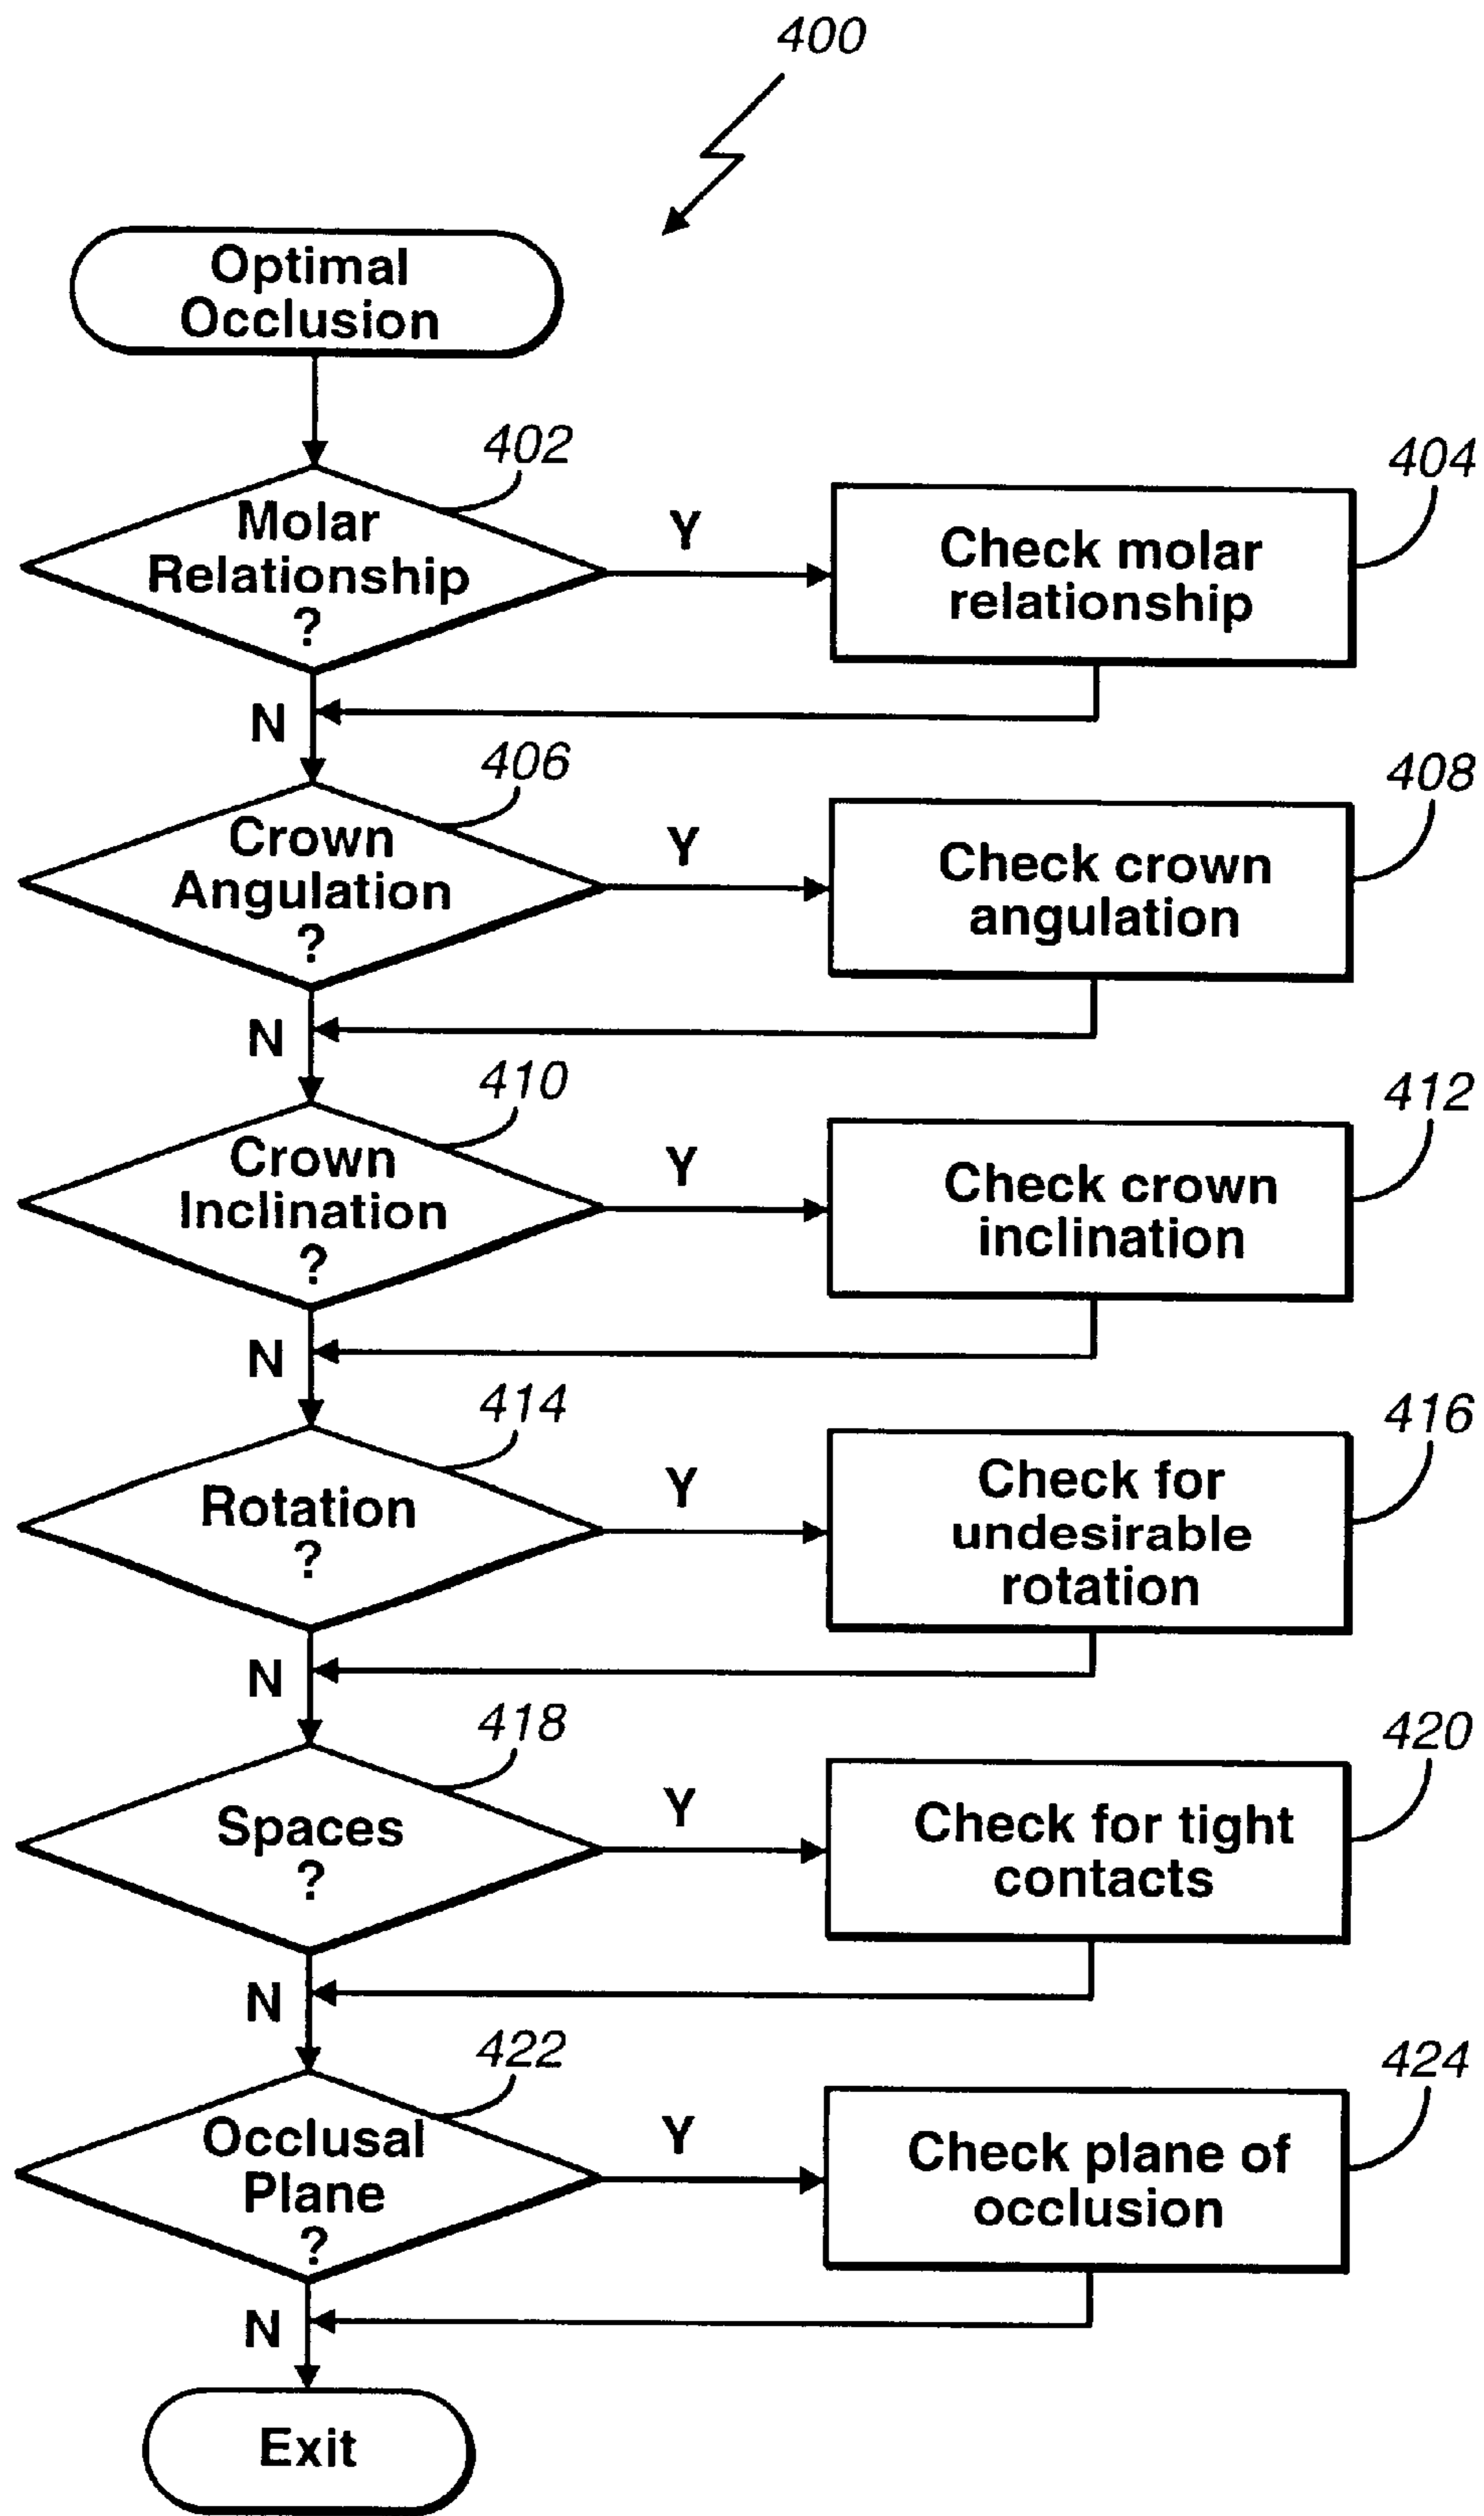 400
Optimal
Occlusion
402
Molar
Relationship
?
Y
404
Check molar
relationship
N
406
Crown
Angulation
?
Y
408
Check crown
angulation
N
410
Crown
Inclination
?
Y
412
Check crown
inclination
N
414
Rotation
?
Y
416
Check for
undesirable
rotation
N
418
Spaces
?
Y
420
Check for tight
contacts
N
422
Occlusal
Plane
?
Y
424
Check plane of
occlusion
N
Exit